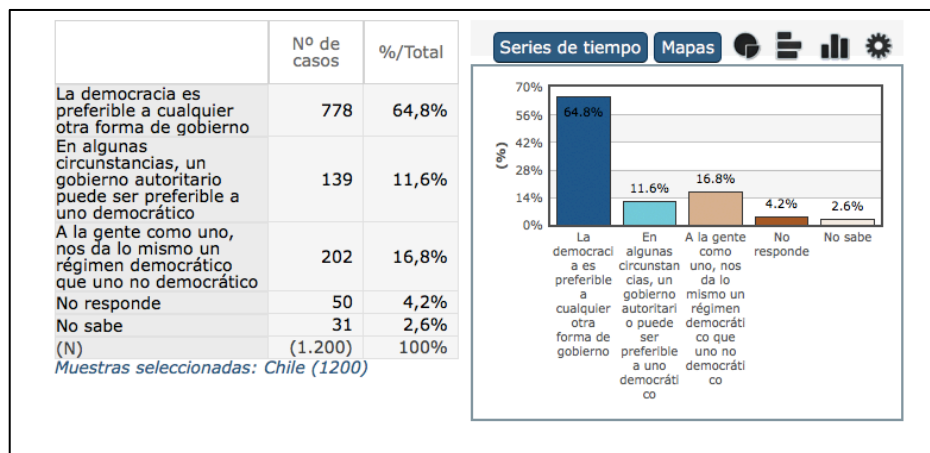 Nº de
casos
%/Total
La democracia es
preferible a cualquier
otra forma de gobierno
778
64,8%
En algunas
circunstancias, un
gobierno autoritario
puede ser preferible a
uno democrático
139
11,6%
A la gente como uno,
nos da lo mismo un
régimen democrático
que uno no democrático
202
16,8%
No responde
50
4,2%
No sabe
31
2,6%
(N)
(1.200)
100%
Muestras seleccionadas: Chile (1200)
Series de tiempo
Mapas
(%)
70%
56%
42%
28%
14%
0%
64.8%
11.6%
16.8%
4.2%
2.6%
La
democraci
a es
preferible
a
cualquier
otra
forma de
gobierno
En
algunas
circunstan
cias, un
gobierno
autoritari
o puede
ser
preferible
a uno
democráti
co
A la gente
como
uno, nos
da lo
mismo un
régimen
democráti
co que
uno no
democráti
co
No
responde
No sabe